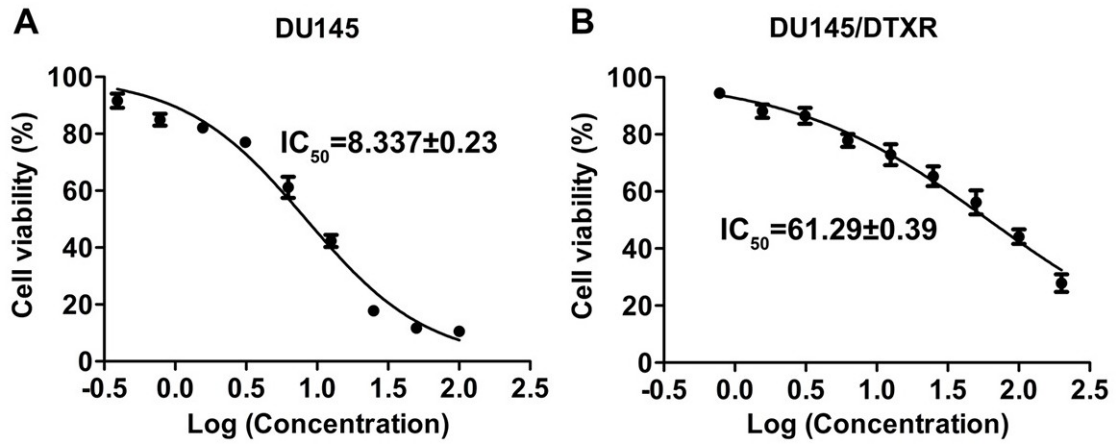 A
DU145
Cell viability (%)
100
80
60
40
20
0
IC50=8.337±0.23
-0.5 0.0 0.5 1.0 1.5 2.0 2.5
Log (Concentration)
B
DU145/DTXR
Cell viability (%)
100
80
60
40
20
0
IC50=61.29±0.39
-0.5 0.0 0.5 1.0 1.5 2.0 2.5
Log (Concentration)